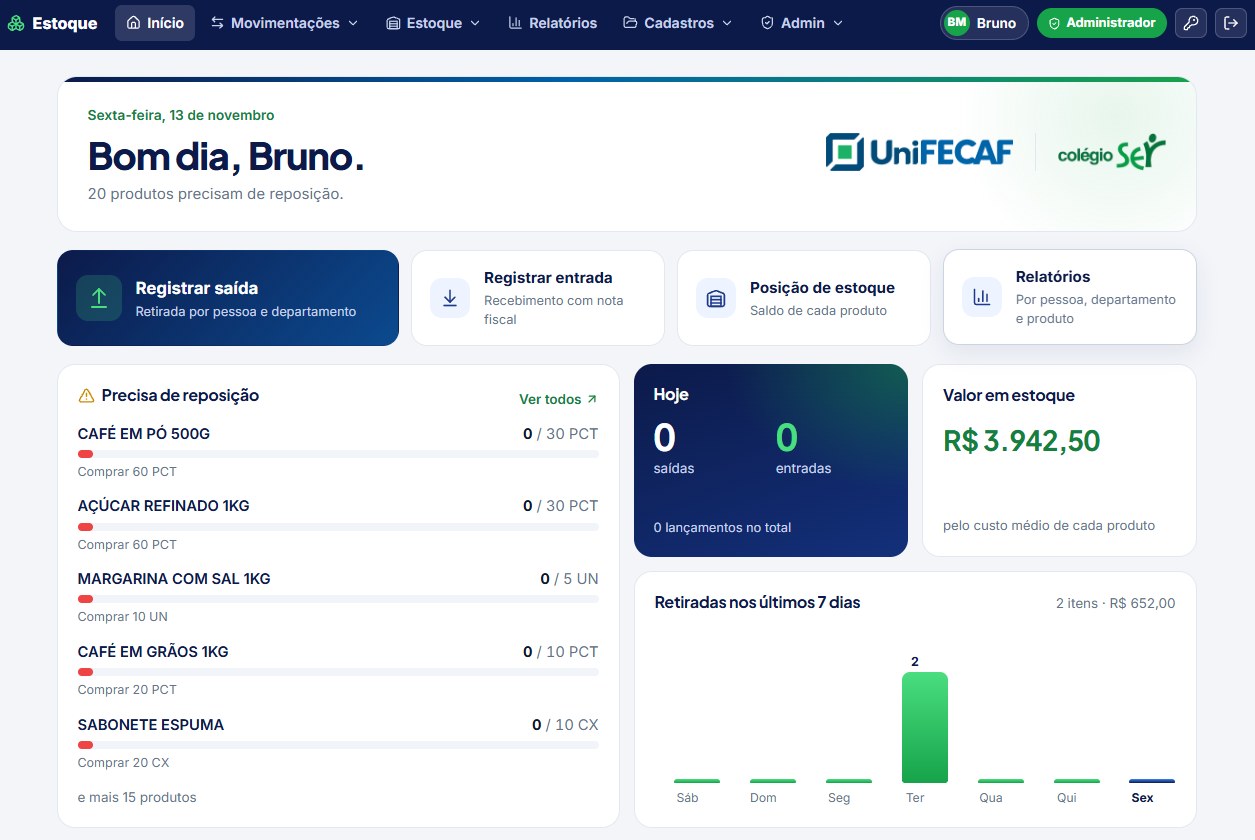 Estoque
Início
Movimentações
Estoque
Relatórios
Cadastros
Admin
BM
Bruno
Administrador
Sexta-feira, 13 de novembro
Bom dia, Bruno.
20 produtos precisam de reposição.
UniFECAF
colégio Ser
Registrar saída
Retirada por pessoa e departamento
Registrar entrada
Recebimento com nota
fiscal
Posição de estoque
Saldo de cada produto
Relatórios
Por pessoa, departamento
e produto
Precisa de reposição
Ver todos
CAFÉ EM PÓ 500G
0 / 30 PCT
Comprar 60 PCT
AÇÚCAR REFINADO 1KG
0 / 30 PCT
Comprar 60 PCT
MARGARINA COM SAL 1KG
0 / 5 UN
Comprar 10 UN
CAFÉ EM GRÃOS 1KG
0 / 10 PCT
Comprar 20 PCT
SABONETE ESPUMA
0 / 10 CX
Comprar 20 CX
e mais 15 produtos
Hoje
0
saídas
0
entradas
0 lançamentos no total
Valor em estoque
R$ 3.942,50
pelo custo médio de cada produto
Retiradas nos últimos 7 dias
2 itens · R$ 652,00
2
Sáb
Dom
Seg
Ter
Qua
Qui
Sex